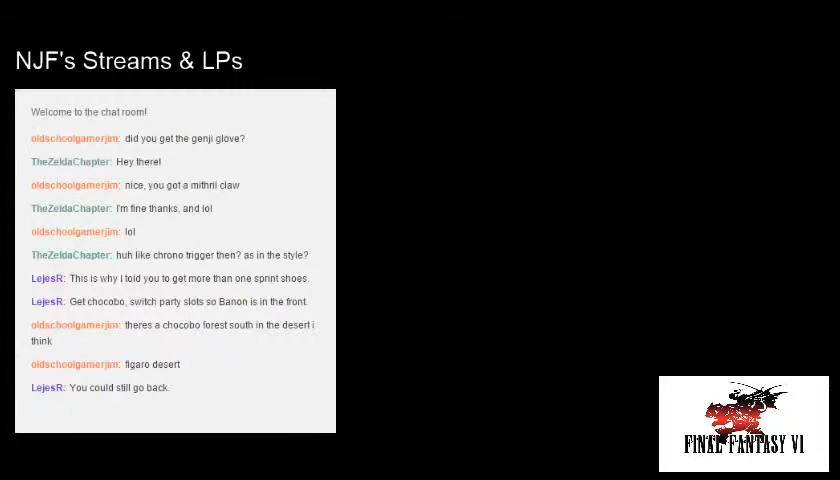 NJF's Streams & LPs
Welcome to the chat room!
oldschoolgamerjim: did you get the genji glove?
TheZeldaChapter: Hey there!
oldschoolgamerjim: nice, you got a mithril claw
TheZeldaChapter: I'm fine thanks, and lol
oldschoolgamerjim: lol
TheZeldaChapter: huh like chrono trigger then? as in the style?
LejesR: This is why I told you to get more than one sprint shoes.
LejesR: Get chocobo, switch party slots so Banon is in the front.
oldschoolgamerjim: theres a chocobo forest south in the desert i
think
oldschoolgamerjim: figaro desert
LejesR: You could still go back.
FINAL FANTASY VI